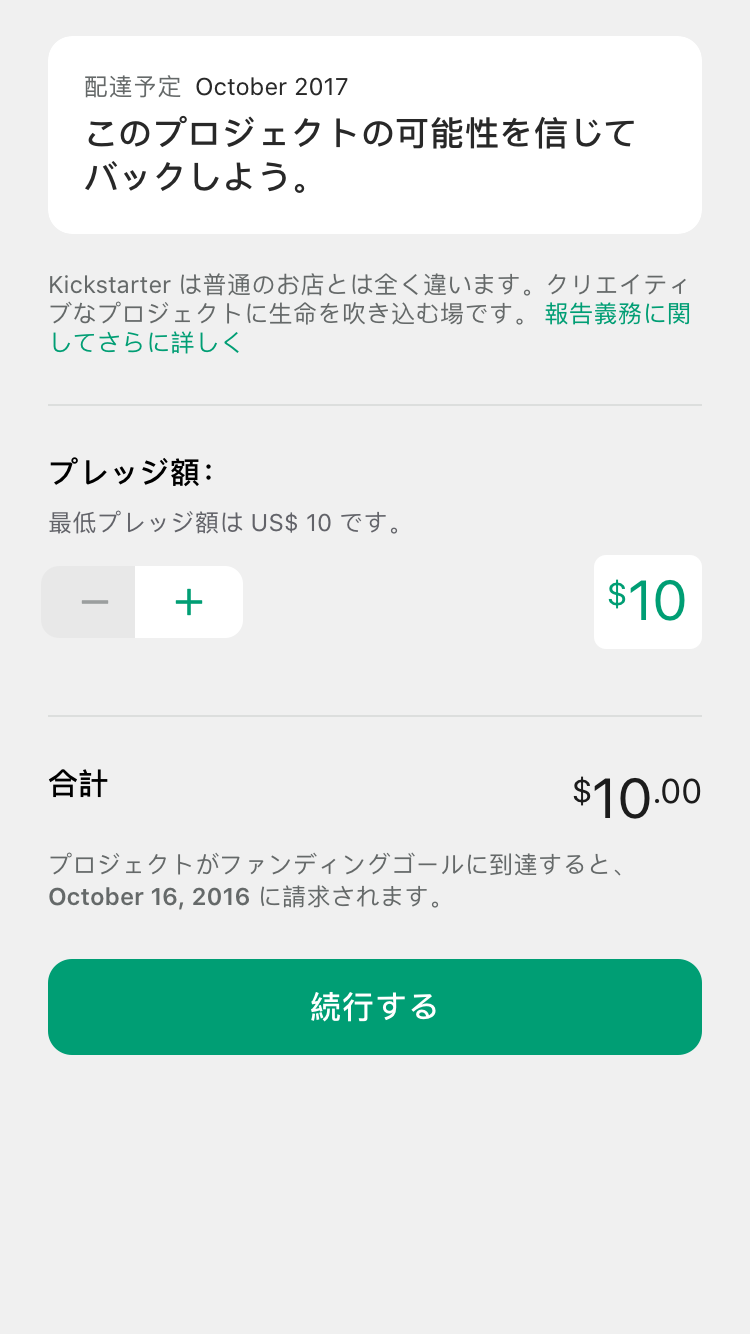 配達予定 October 2017
このプロジェクトの可能性を信じて
バックしよう。
Kickstarter は普通のお店とは全く違います。クリエイティ
ブなプロジェクトに生命を吹き込む場です。 報告義務に関
してさらに詳しく
プレッジ額:
最低プレッジ額は US$ 10 です。
− + $10
合計 $10.00
プロジェクトがファンディングゴールに到達すると、
October 16, 2016 に請求されます。
続行する